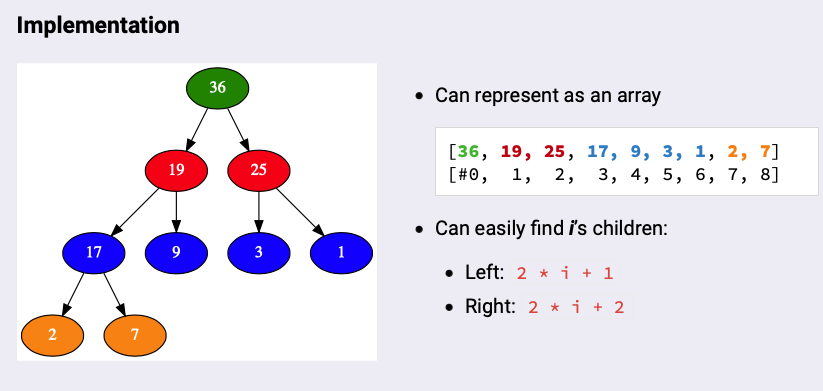 Implementation
36
19 25
17 9 3 1
2 7
• Can represent as an array
[36, 19, 25, 17, 9, 3, 1, 2, 7]
[#0, 1, 2, 3, 4, 5, 6, 7, 8]
• Can easily find i's children:
• Left: 2 * i + 1
• Right: 2 * i + 2